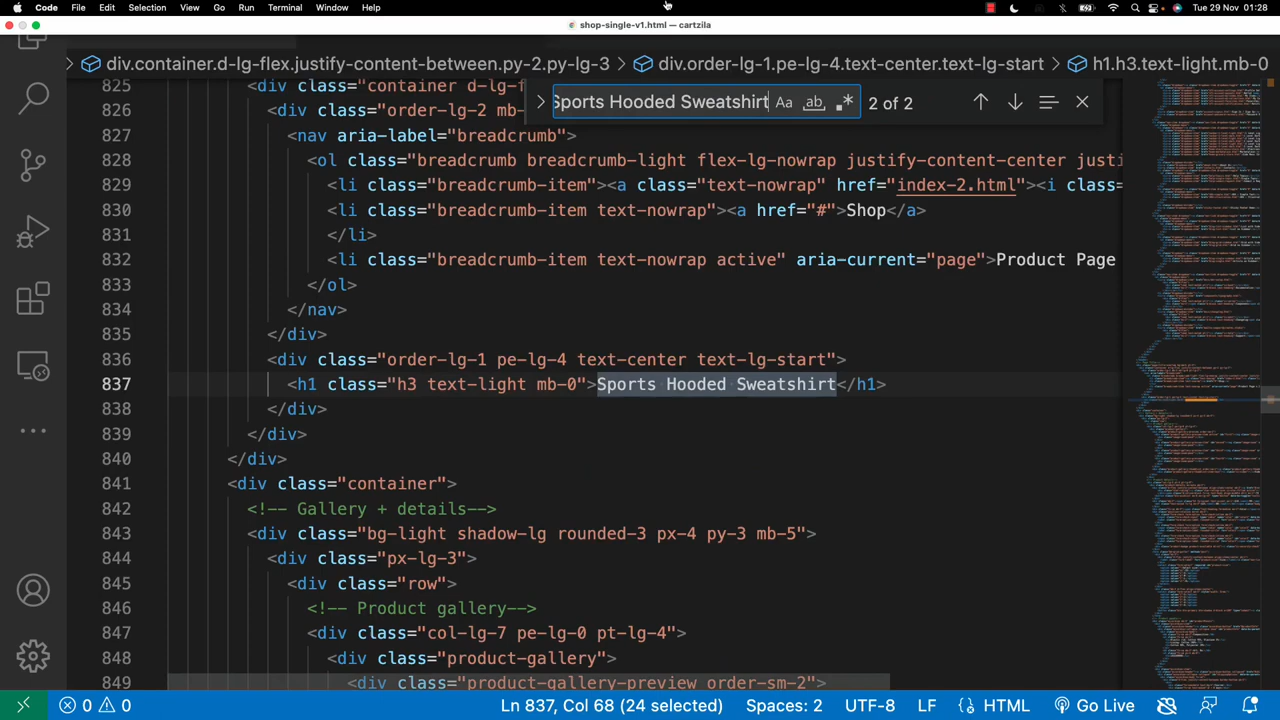 Code File Edit Selection View Go Run Terminal Window Help Tue 29 Nov 01:28
shop-single-v1.html — cartzila
div.container.d-lg-flex.justify-content-between.py-2.py-lg-3 > div.order-lg-1.pe-lg-4.text-center.text-lg-start > h1.h3.text-light.mb-0
Sports Hooded Sweatshirt Aa ab .* 2 of 2
825 <div class="container d-lg-f
826 <div class="order-lg-
827 <nav aria-label="breadcrumb">
828 <ol class="breadcrumb breadcrumb-light flex-lg-nowrap justify-content-center justi
829 <li class="breadcrumb-item"><a class="text-nowrap" href="index-2.html"><i class=
830 <li class="breadcrumb-item text-nowrap"><a href="#">Shop</a>
831 </li>
832 <li class="breadcrumb-item text-nowrap active" aria-current="page">Product Page
833 </ol>
834 </nav>
835 </div>
836 <div class="order-lg-1 pe-lg-4 text-center text-lg-start">
837 <h1 class="h3 text-light mb-0">Sports Hooded Sweatshirt</h1>
838 </div>
839 </div>
840 </div>
841 <div class="container">
842 <!-- Gallery + details-->
843 <div class="bg-light shadow-lg rounded-3 px-4 py-3 mb-5">
844 <div class="px-lg-3">
845 <div class="row">
846 <!-- Product gallery-->
847 <div class="col-lg-7 pe-lg-0 pt-lg-4">
848 <div class="product-gallery">
849 <div class="product-gallery-preview order-sm-2">
0 0 Ln 837, Col 68 (24 selected) Spaces: 2 UTF-8 LF HTML Go Live